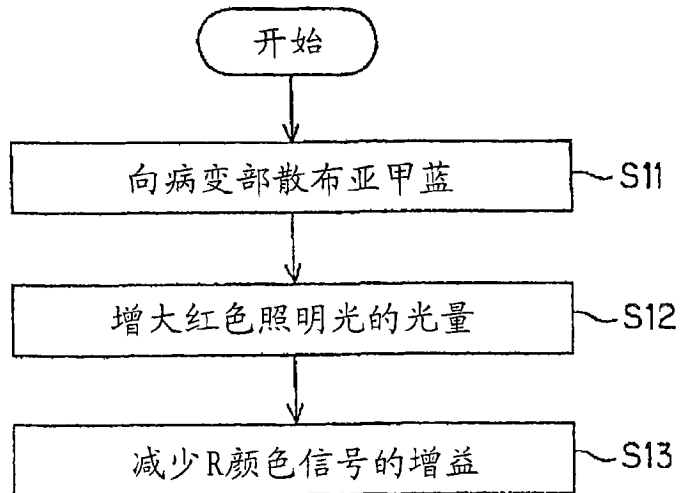 开始
向病变部散布亚甲蓝
S11
增大红色照明光的光量
S12
减少R颜色信号的增益
S13